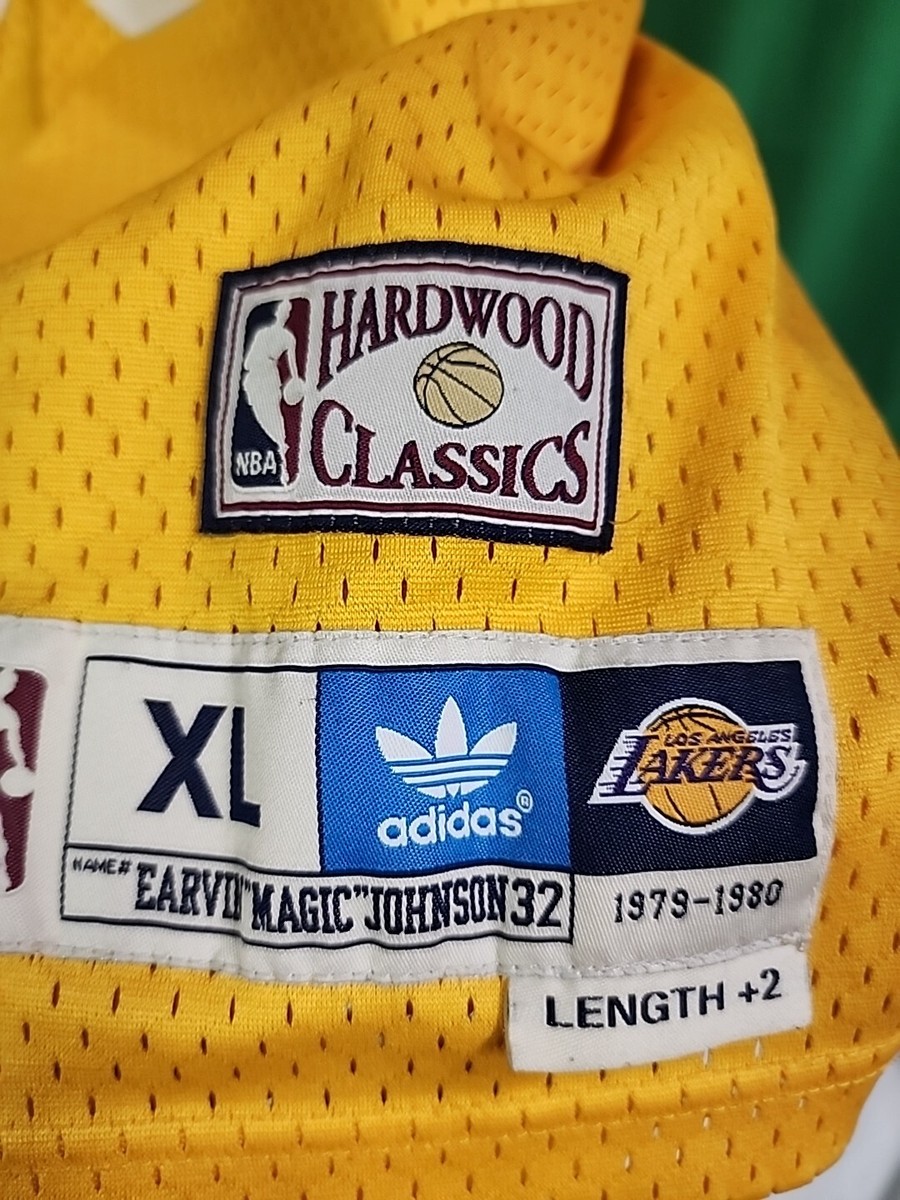 HARDWOOD
CLASSICS
NBA
XL
adidas®
LOS ANGELES
LAKERS
NAME# EARVIN "MAGIC" JOHNSON 32
1979-1980
LENGTH +2